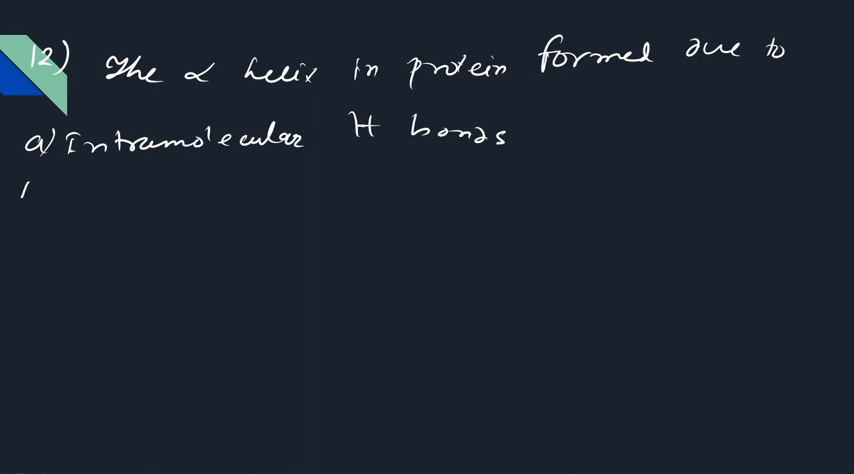 12) The α helix in protein formed due to
a) Intramolecular H bonds